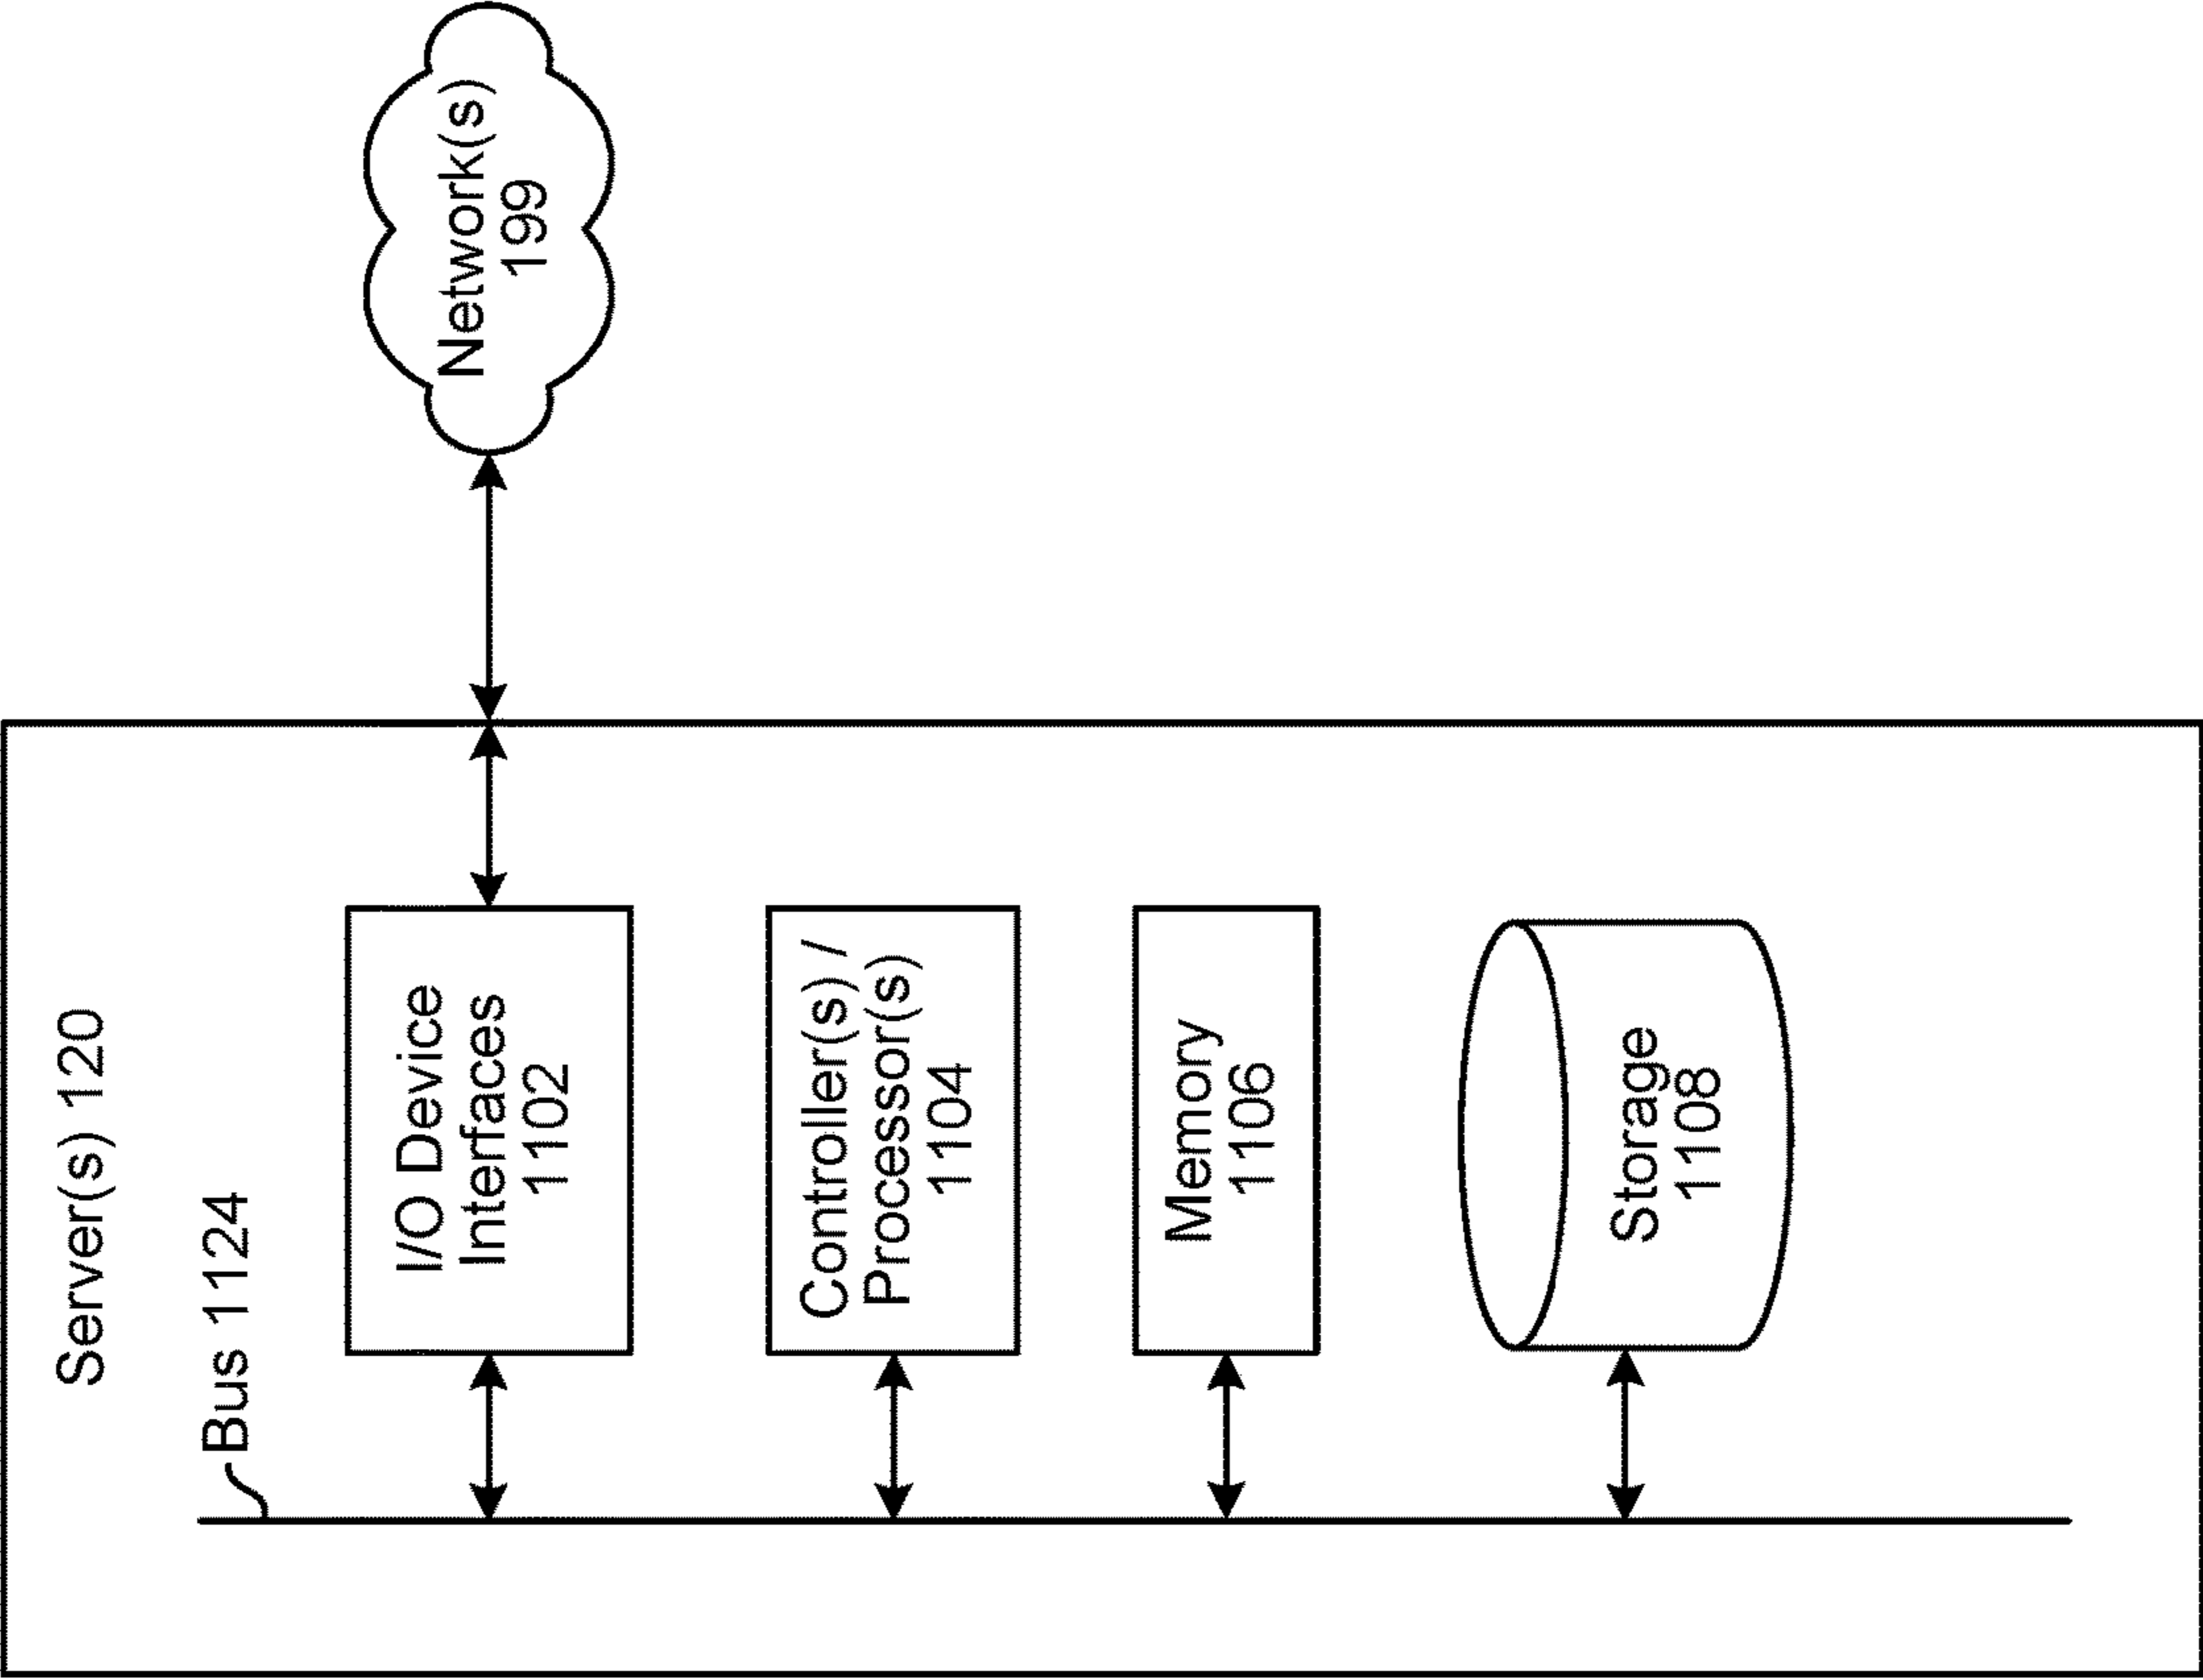 Server(s) 120
Bus 1124
I/O Device
Interfaces
1102
Network(s)
199
Controller(s) /
Processor(s)
1104
Memory
1106
Storage
1108